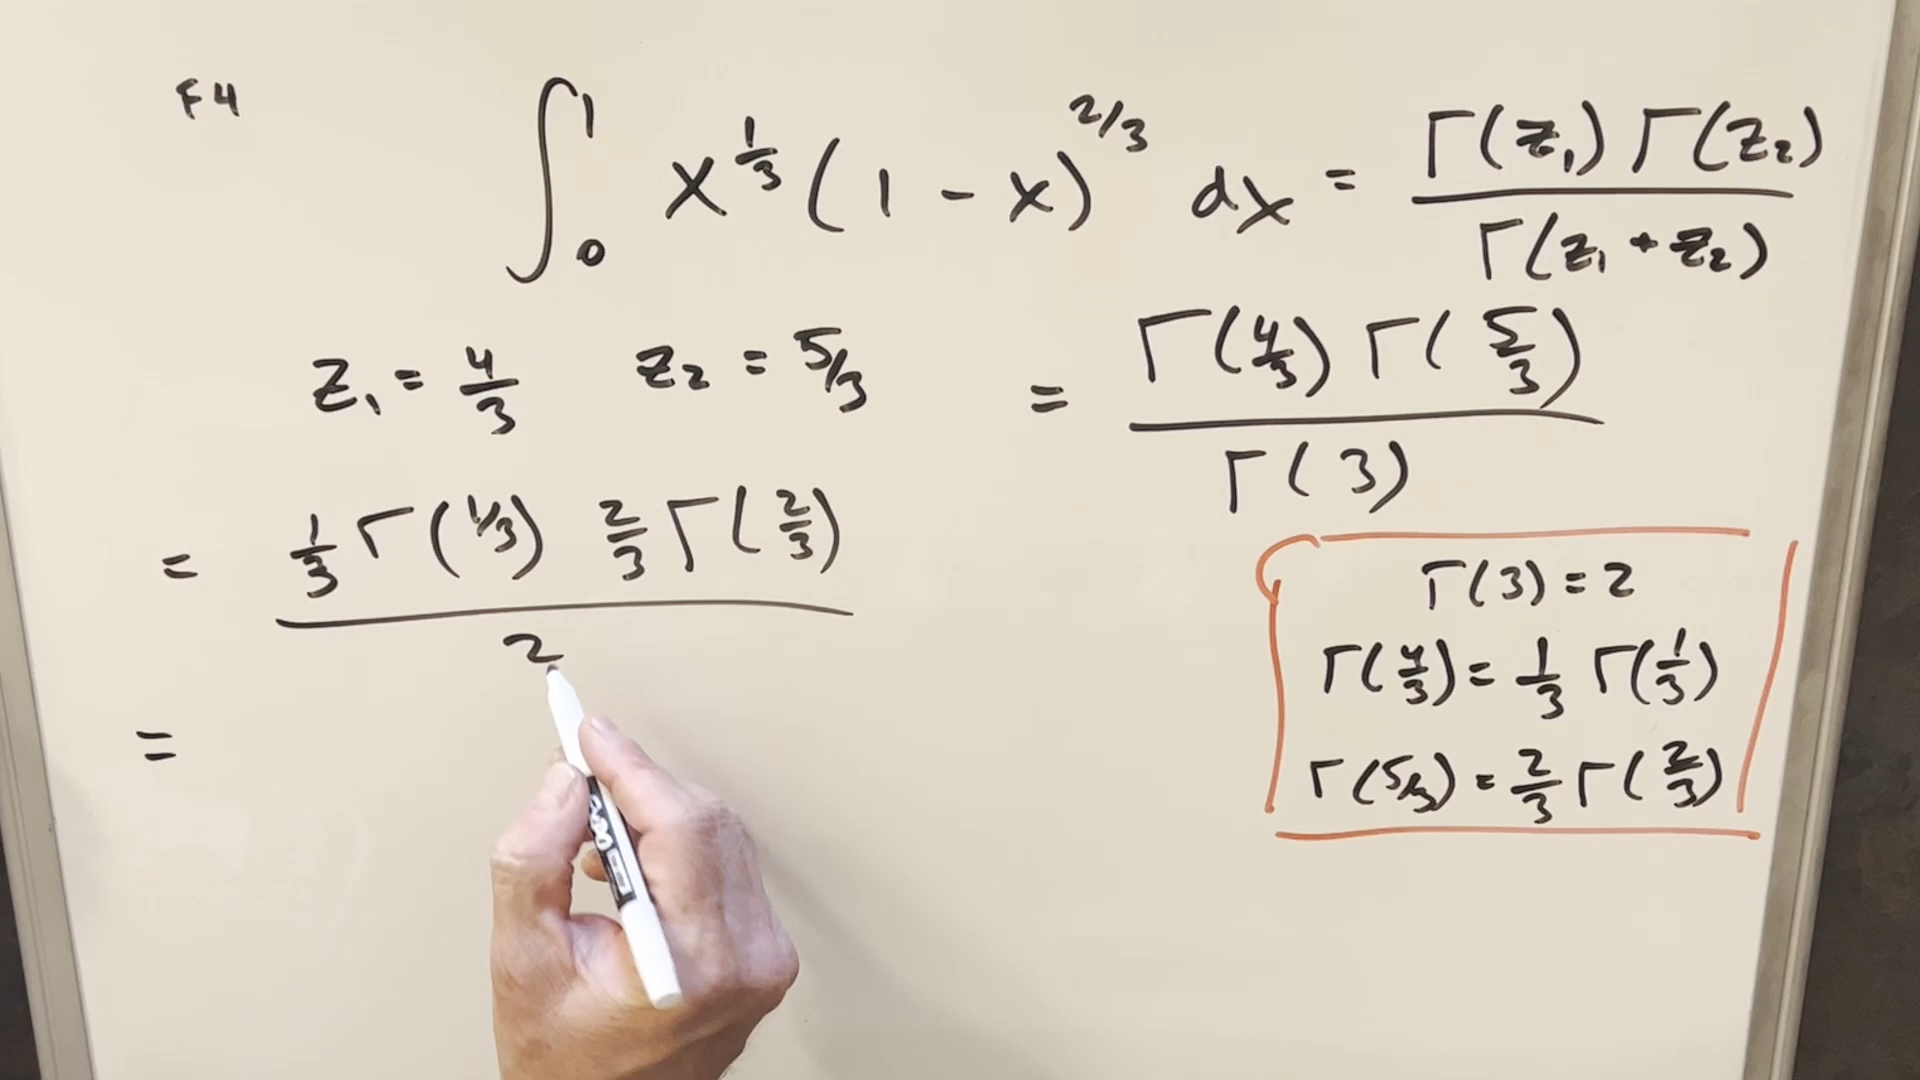 F4
∫₀¹ x^{1/3} (1 - x)^{2/3} dx = Γ(z₁) Γ(z₂) / Γ(z₁ + z₂)
z₁ = 4/3 z₂ = 5/3 = Γ(4/3) Γ(5/3) / Γ(3)
= 1/3 Γ(1/3) 2/3 Γ(2/3) / 2
=
Γ(3) = 2
Γ(4/3) = 1/3 Γ(1/3)
Γ(5/3) = 2/3 Γ(2/3)